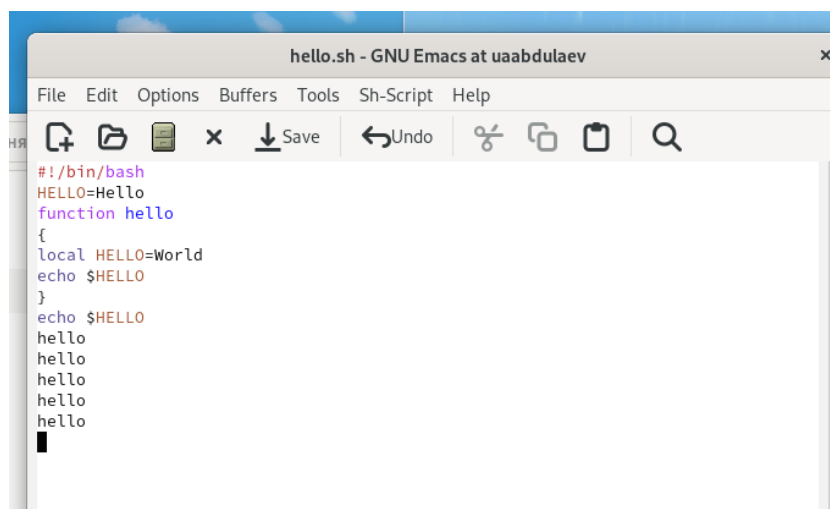 hello.sh - GNU Emacs at uaabdulaev
File Edit Options Buffers Tools Sh-Script Help
Save Undo
ня
#!/bin/bash
HELLO=Hello
function hello
{
local HELLO=World
echo $HELLO
}
echo $HELLO
hello
hello
hello
hello
hello